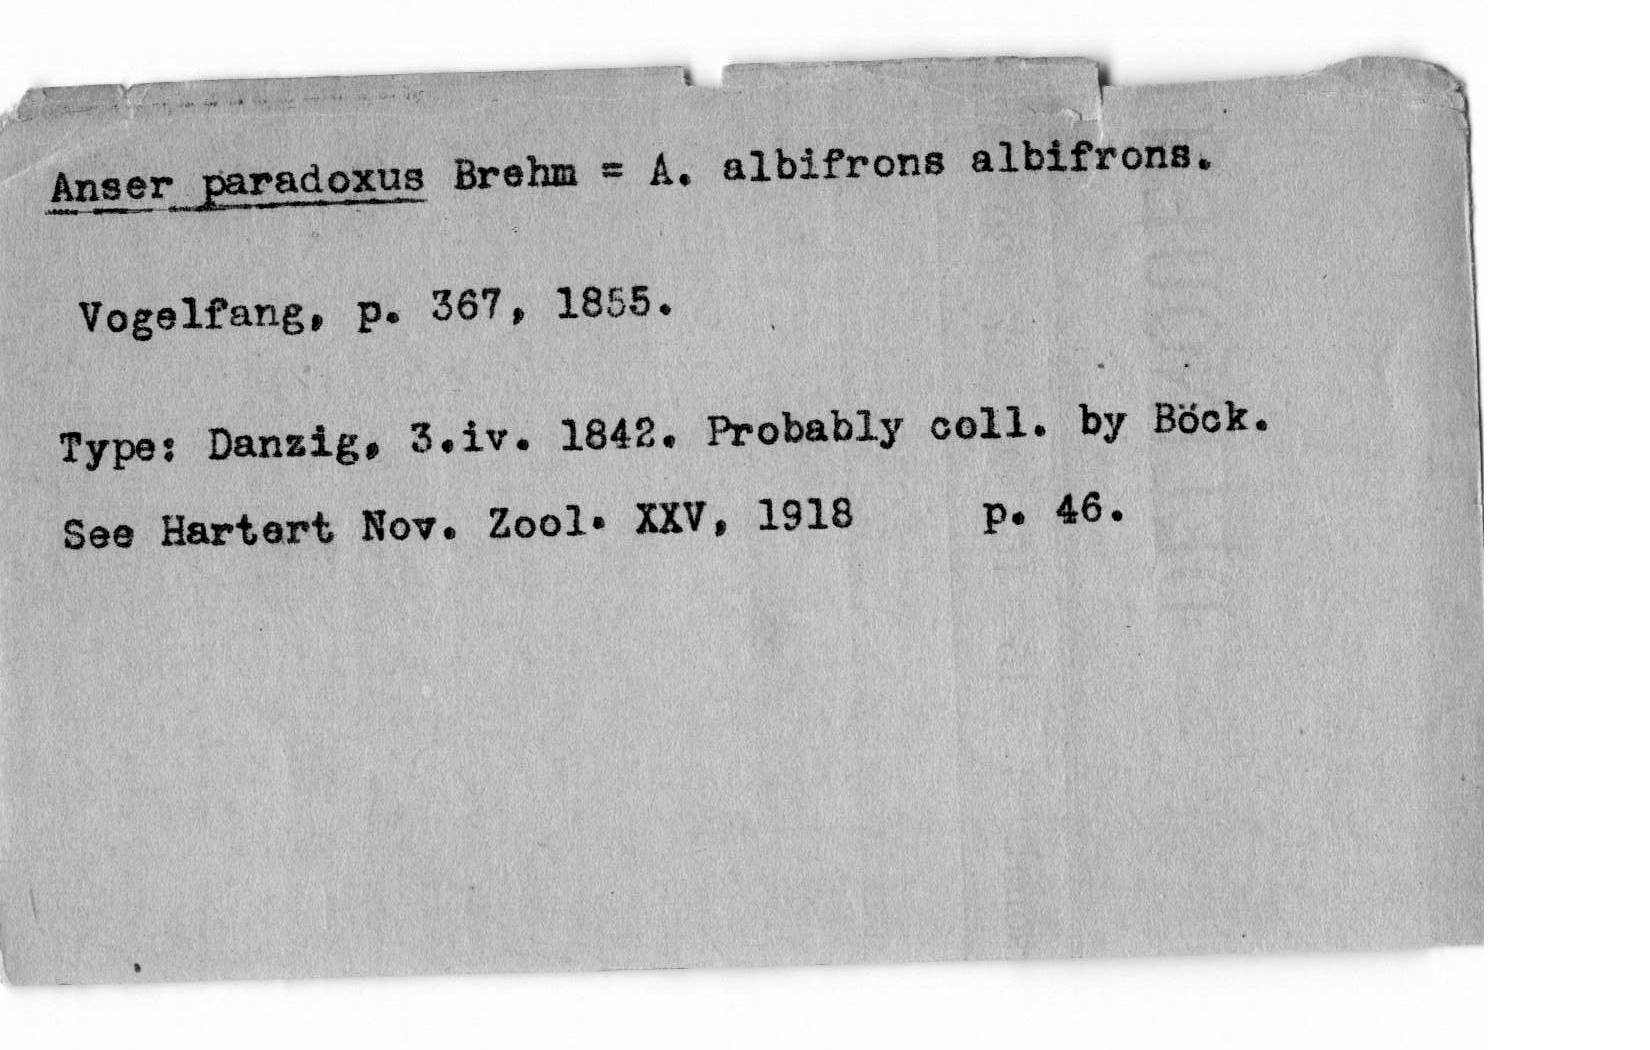 Anser paradoxus Brehm = A. albifrons albifrons.
Vogelfang, p. 367, 1855.
Type: Danzig, 3.iv. 1842. Probably coll. by Böck.
See Hartert Nov. Zool. XXV, 1918 p. 46.